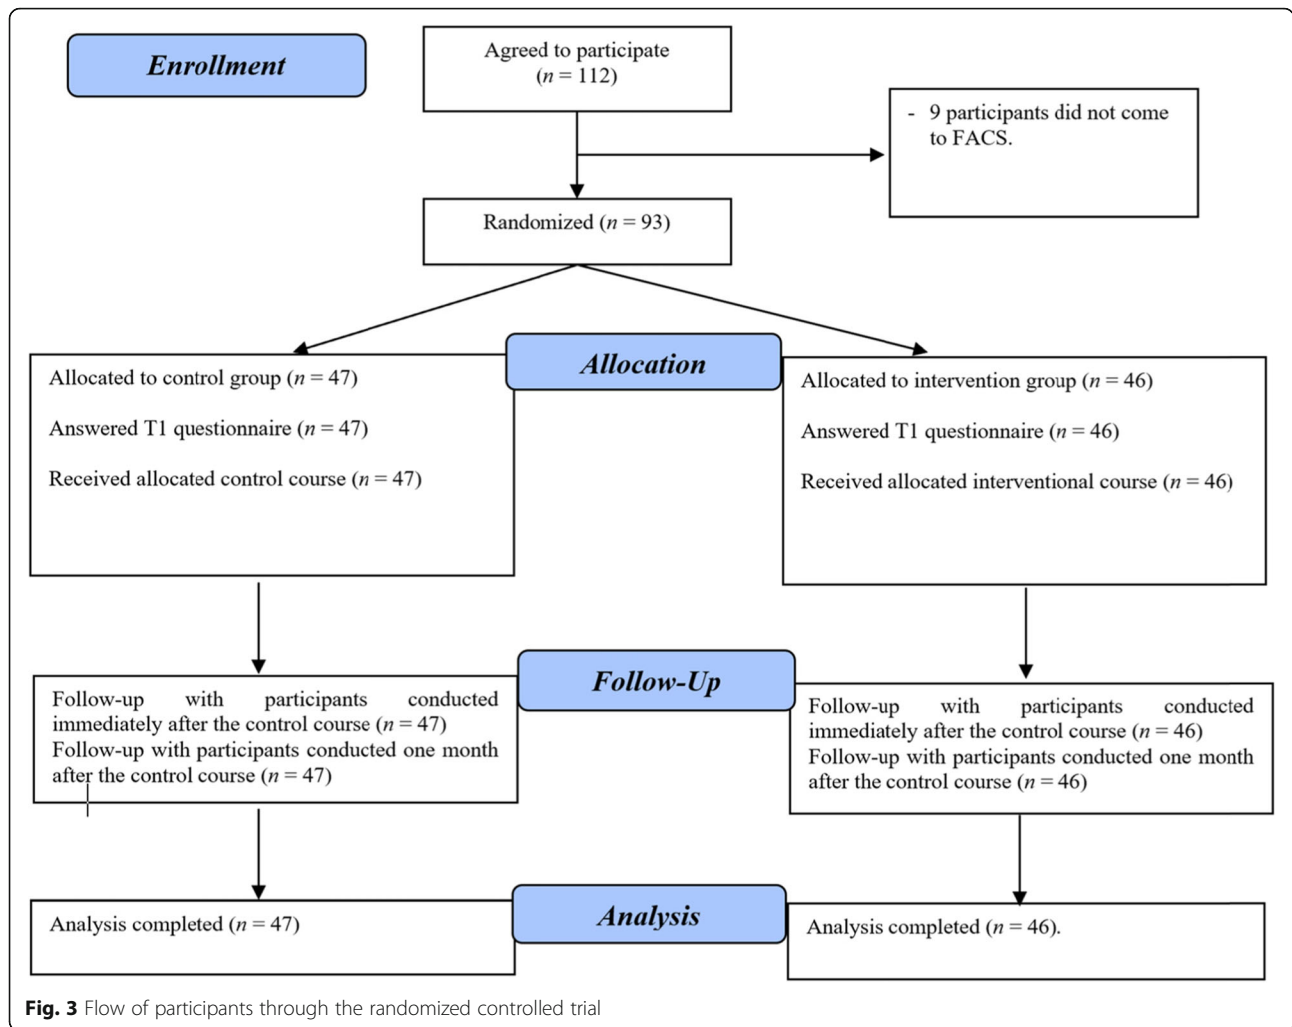 Enrollment
Agreed to participate
(n = 112)
- 9 participants did not come
to FACS.
Randomized (n = 93)
Allocation
Allocated to control group (n = 47)
Answered T1 questionnaire (n = 47)
Received allocated control course (n = 47)
Allocated to intervention group (n = 46)
Answered T1 questionnaire (n = 46)
Received allocated interventional course (n = 46)
Follow-Up
Follow-up with participants conducted
immediately after the control course (n = 47)
Follow-up with participants conducted one month
after the control course (n = 47)
Follow-up with participants conducted
immediately after the control course (n = 46)
Follow-up with participants conducted one month
after the control course (n = 46)
Analysis
Analysis completed (n = 47)
Analysis completed (n = 46).
Fig. 3 Flow of participants through the randomized controlled trial